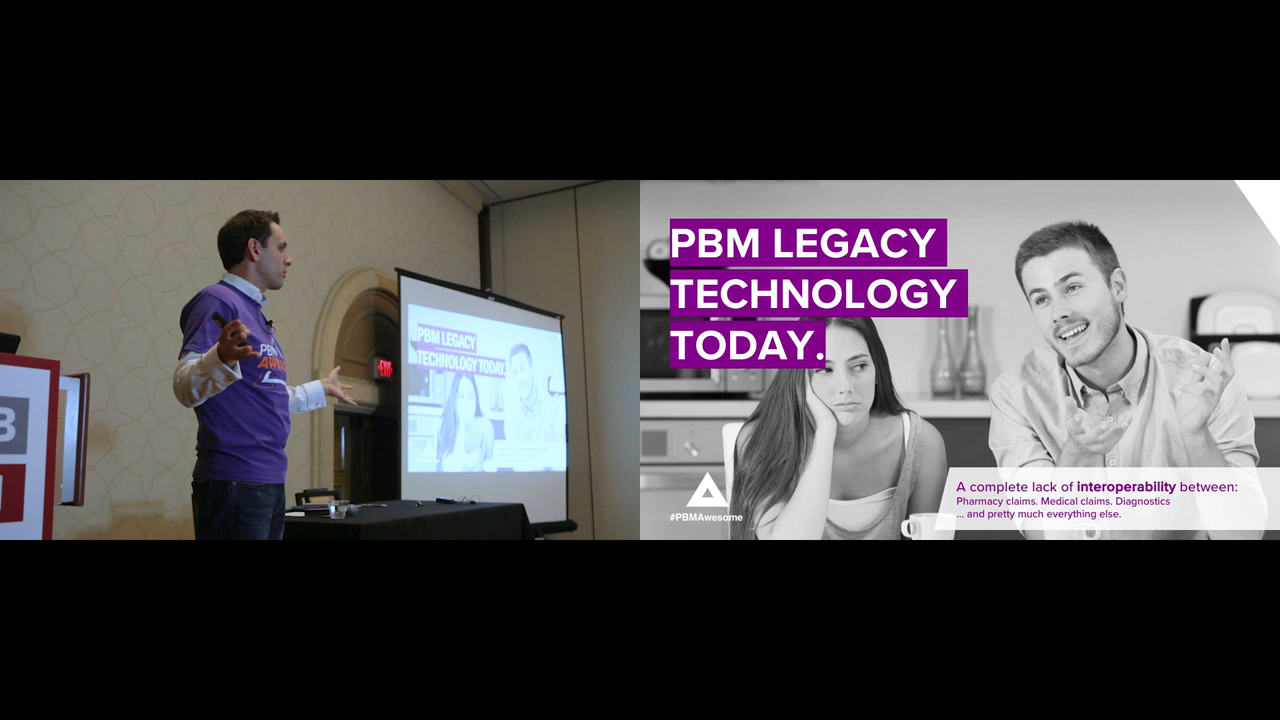 B
PBM
EXIT
PBM LEGACY
TECHNOLOGY TODAY.
PBM LEGACY
TECHNOLOGY
TODAY.
#PBMAwesome
A complete lack of interoperability between:
Pharmacy claims. Medical claims. Diagnostics
... and pretty much everything else.